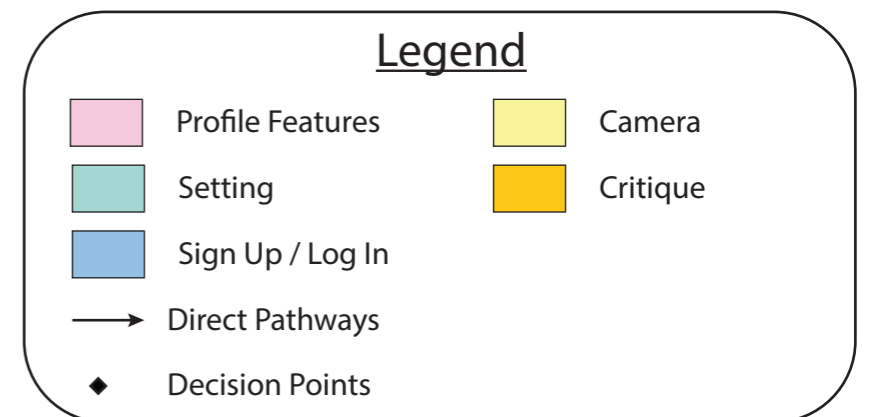 Legend
Profile Features
Setting
Sign Up / Log In
Direct Pathways
Decision Points
Camera
Critique